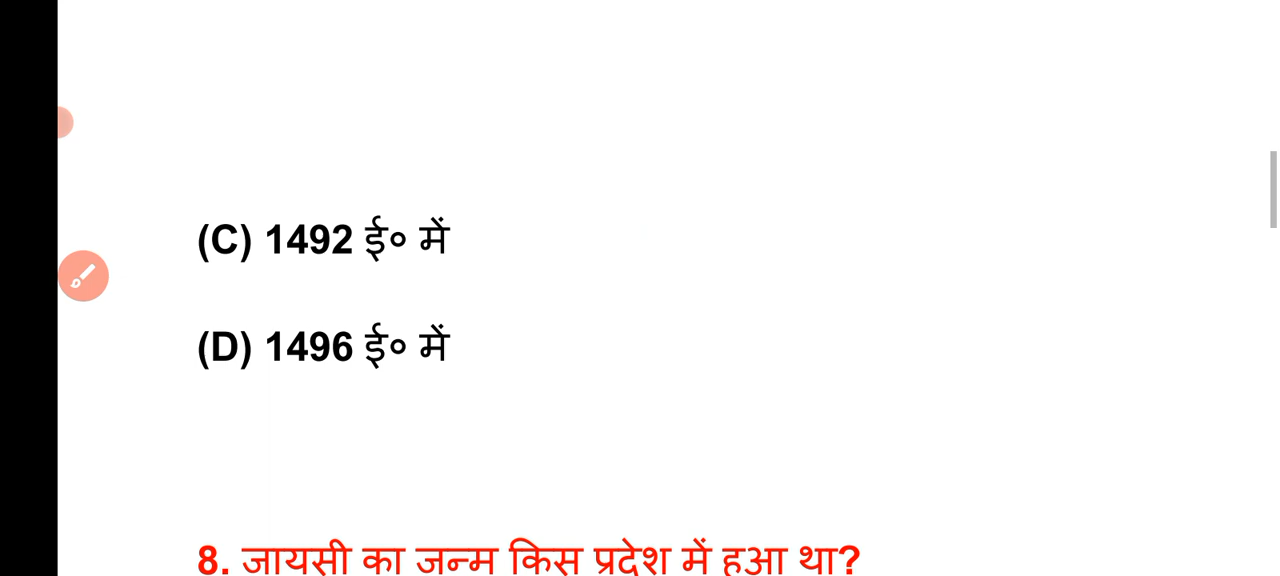 (C) 1492 ई० में
(D) 1496 ई० में
8. जायसी का जन्म किस प्रदेश में हुआ था?